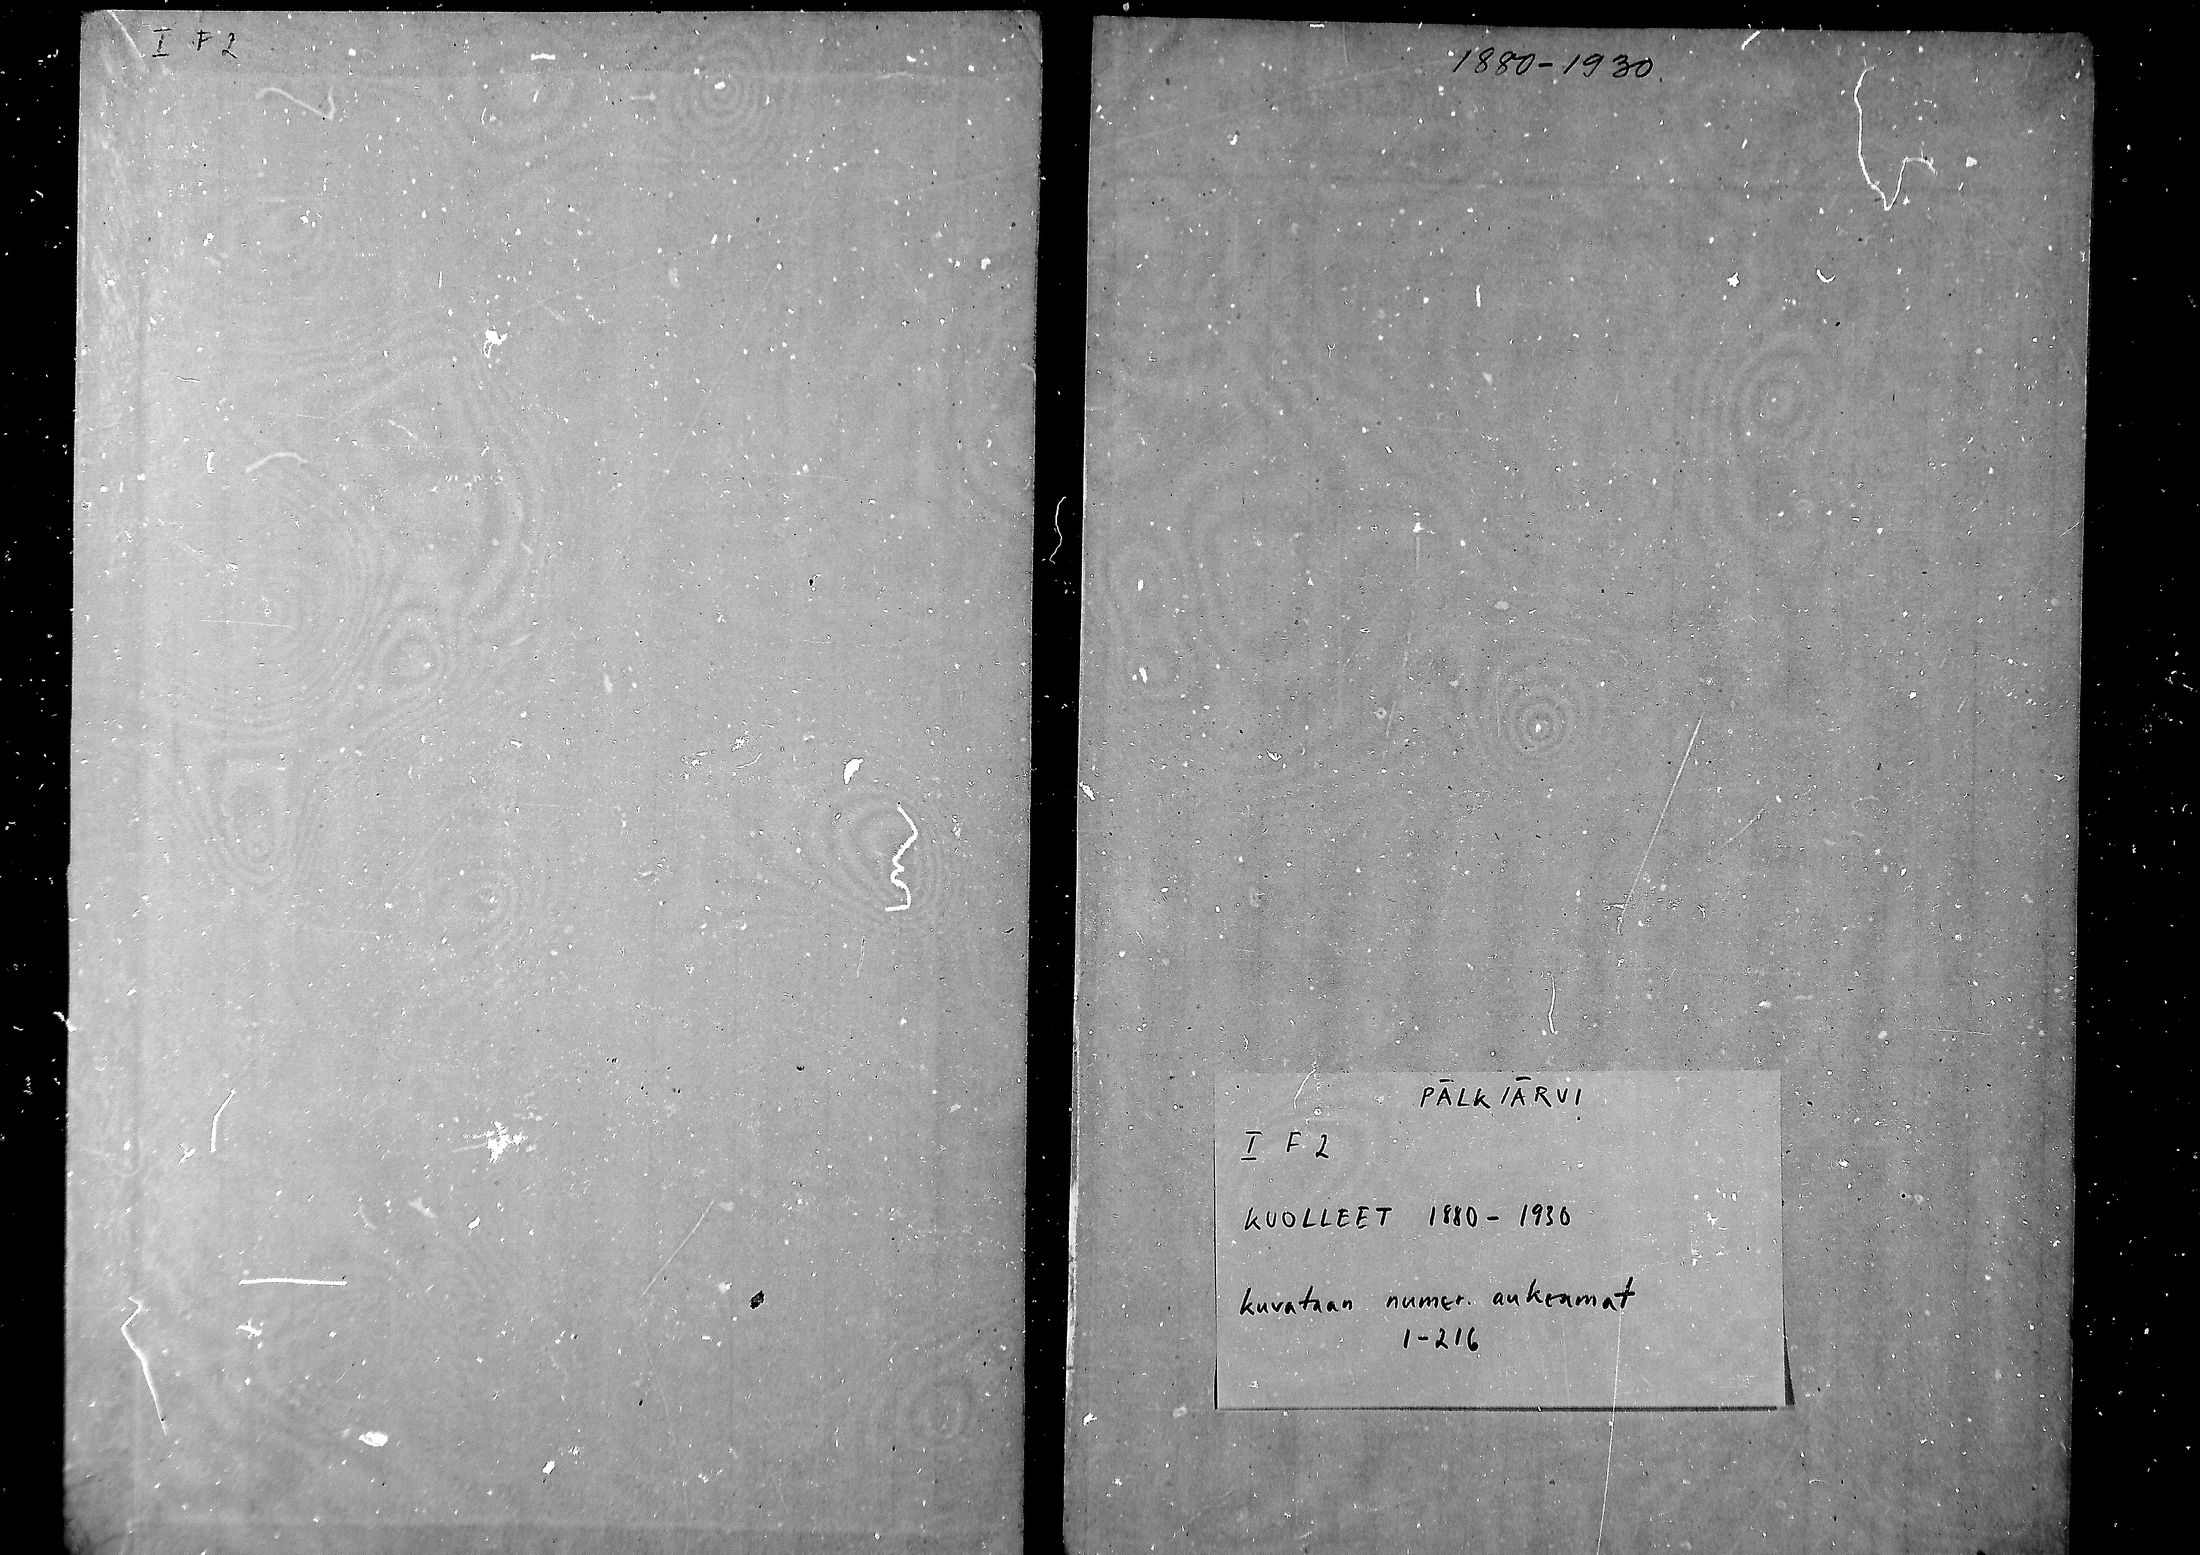 I F 2
1880-1930.
PÄLKJÄRVI
I F 2
KUOLLEET 1880-1930
kuvataan numer. aukeamat
1-216